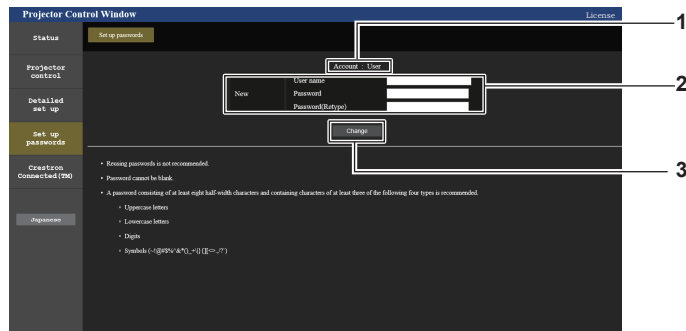 Projector Control Window
License
1
Status
Set up passwords
Projector control
Account : User
2
User name
New
Password
Password(Retype)
Detailed set up
Set up passwords
Change
3
• Reusing passwords is not recommended.
• Password cannot be blank.
• A password consisting of at least eight half-width characters and containing characters of at least three of the following four types is recommended.
Crestron Connected(TM)
◦ Uppercase letters
◦ Lowercase letters
Japanese
◦ Digits